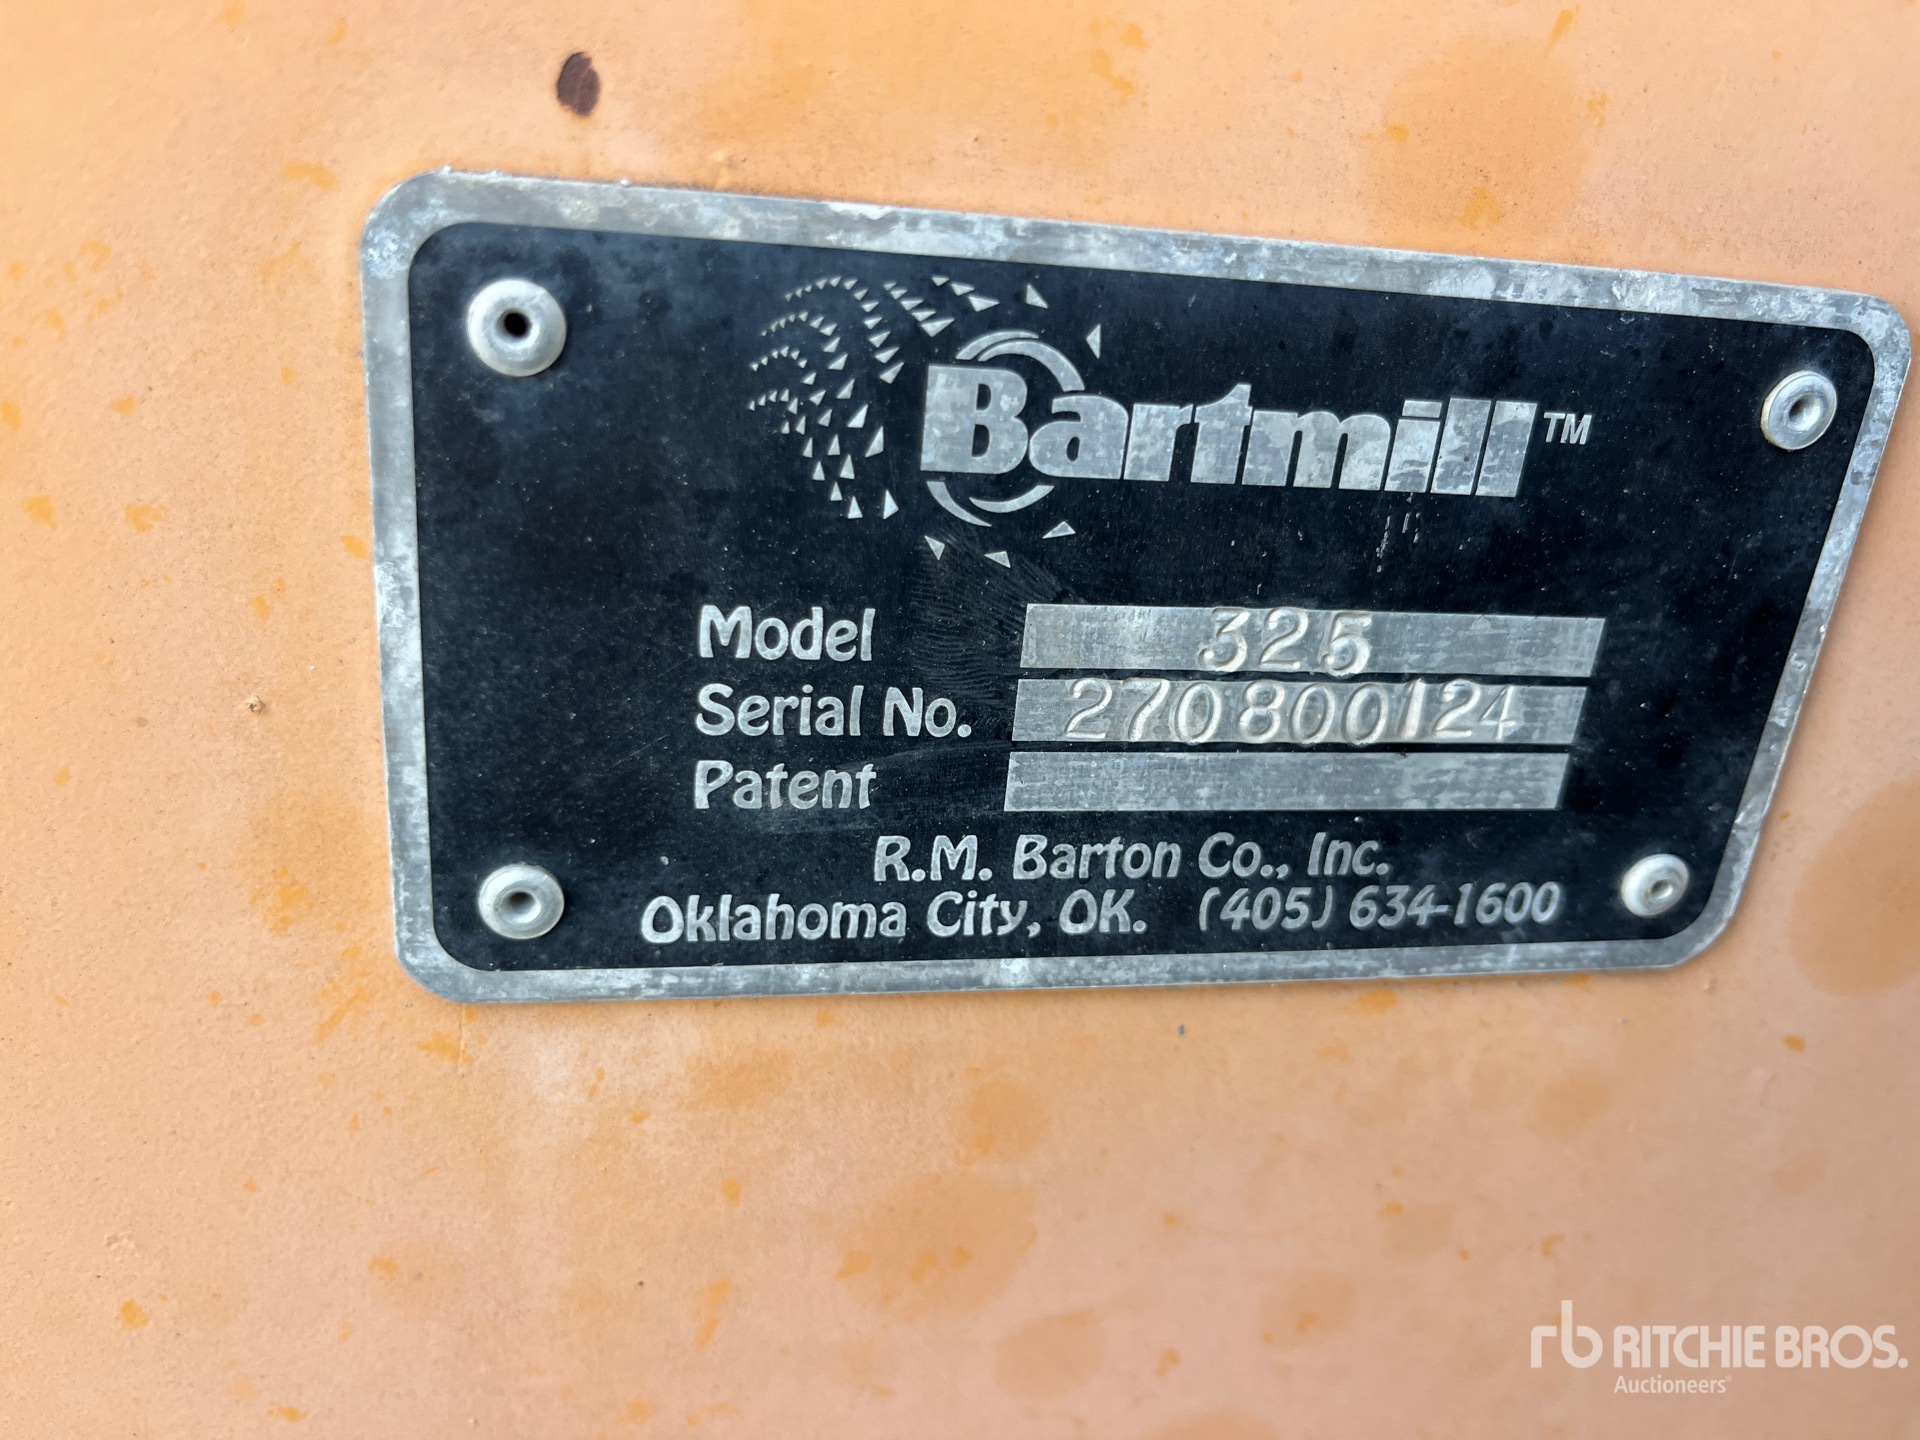 Bartmill™
Model 325
Serial No. 270800124
Patent
R.M. Barton Co., Inc.
Oklahoma City, OK. (405) 634-1600
rb RITCHIE BROS.
Auctioneers